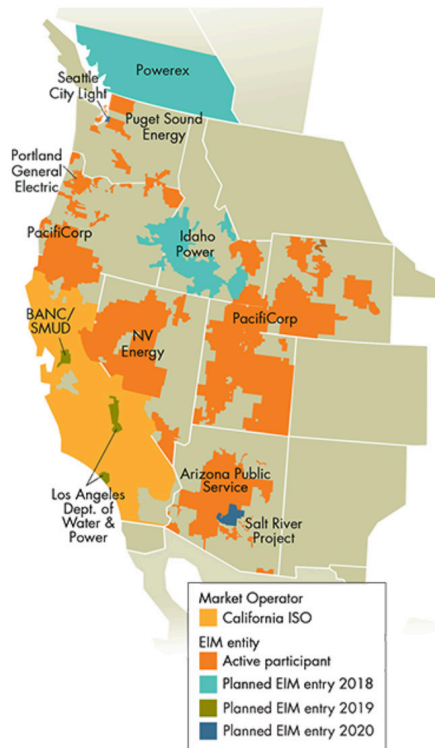 Powerex
Seattle
City Light
Puget Sound
Energy
Portland
General
Electric
PacifiCorp
Idaho
Power
BANC/
SMUD
NV
Energy
PacifiCorp
Los Angeles
Dept. of
Water &
Power
Arizona Public
Service
Salt River
Project
Market Operator
California ISO
EIM entity
Active participant
Planned EIM entry 2018
Planned EIM entry 2019
Planned EIM entry 2020